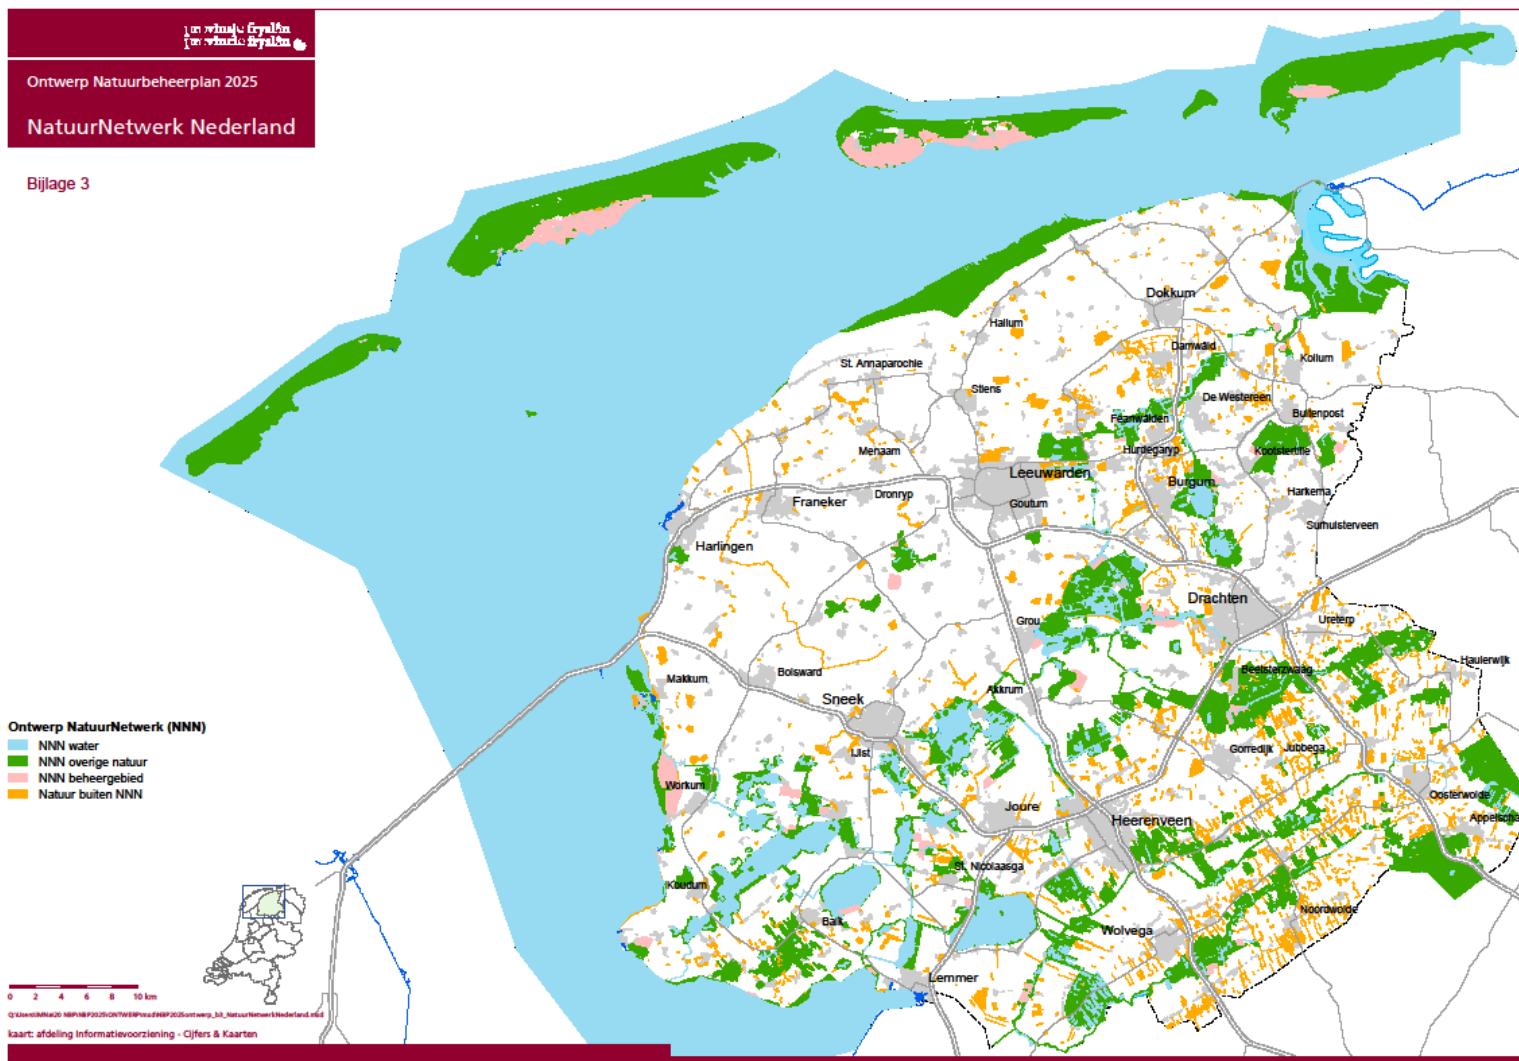 provinsje fryslân
provincie fryslân
Ontwerp Natuurbeheerplan 2025
NatuurNetwerk Nederland
Bijlage 3
Dokkum
Hallum
Damwâld
Kollum
St. Annaparochie
Stiens
De Westereen
Buitenpost
Feanwâlden
Menaam
Hurdegaryp
Kootstertille
Leeuwarden
Burgum
Franeker
Dronryp
Goutum
Harkema
Surhuisterveen
Harlingen
Drachten
Grou
Ureterp
Haulerwijk
Bolsward
Makkum
Beetsterzwaag
Akkrum
Sneek
IJlst
Gorredijk
Jubbega
Workum
Oosterwolde
Joure
Heerenveen
Appelscha
St. Nicolaasga
Koudum
Balk
Noordwolde
Wolvega
Lemmer
Ontwerp NatuurNetwerk (NNN)
NNN water
NNN overige natuur
NNN beheergebied
Natuur buiten NNN
0 2 4 6 8 10 km
kaart: afdeling Informatievoorziening - Cijfers & Kaarten